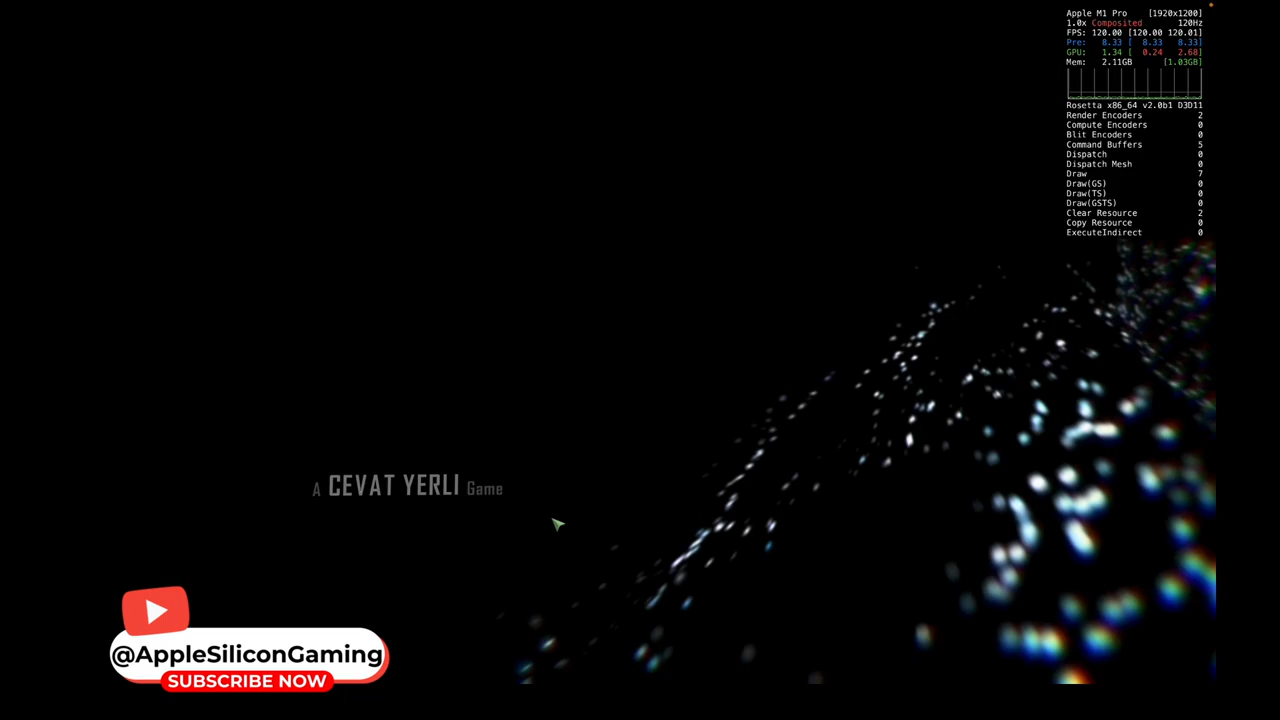 Apple M1 Pro [1920x1200]
1.0x Composited 120Hz
FPS: 120.00 [120.00 120.01]
Pre: 8.33 [ 8.33 8.33]
GPU: 1.34 [ 0.24 2.68]
Mem: 2.11GB [1.03GB]
Rosetta x86_64 v2.0b1 D3D11
Render Encoders 2
Compute Encoders 0
Blit Encoders 0
Command Buffers 5
Dispatch 0
Dispatch Mesh 0
Draw 7
Draw(GS) 0
Draw(TS) 0
Draw(GSTS) 0
Clear Resource 2
Copy Resource 0
ExecuteIndirect 0
A CEVAT YERLI Game
@AppleSiliconGaming
SUBSCRIBE NOW